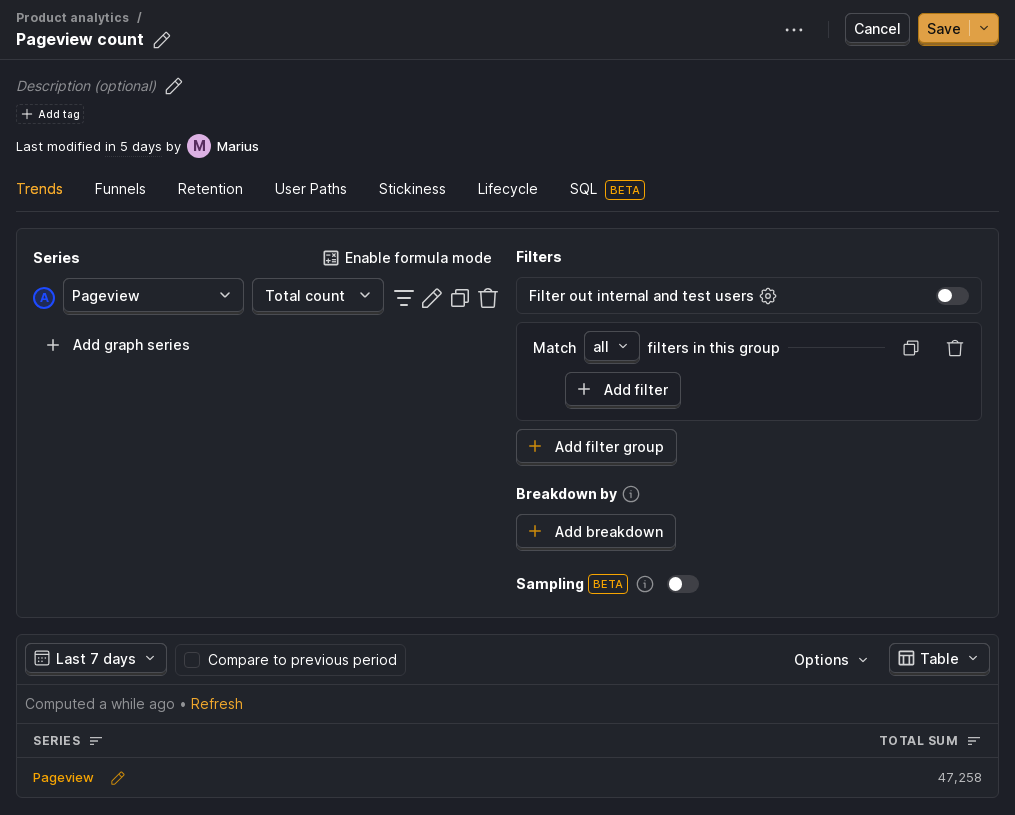 Product analytics /
Pageview count
Cancel
Save
Description (optional)
+ Add tag
Last modified in 5 days by M Marius
Trends Funnels Retention User Paths Stickiness Lifecycle SQL BETA
Series
Enable formula mode
A Pageview Total count
+ Add graph series
Filters
Filter out internal and test users
Match all filters in this group
+ Add filter
+ Add filter group
Breakdown by
+ Add breakdown
Sampling BETA
Last 7 days Compare to previous period Options Table
Computed a while ago • Refresh
SERIES TOTAL SUM
Pageview 47,258